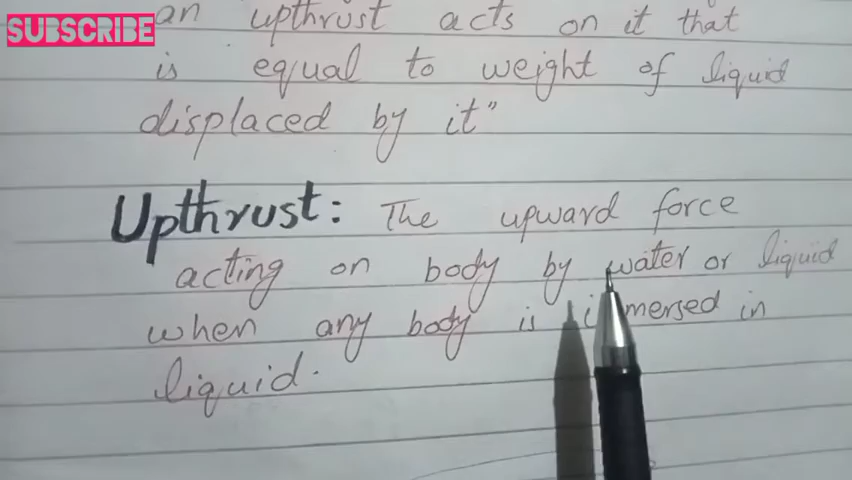 SUBSCRIBE
an upthrust acts on it that
is equal to weight of liquid
displaced by it"
Upthrust: The upward force
acting on body by water or liquid
when any body is immersed in
liquid.